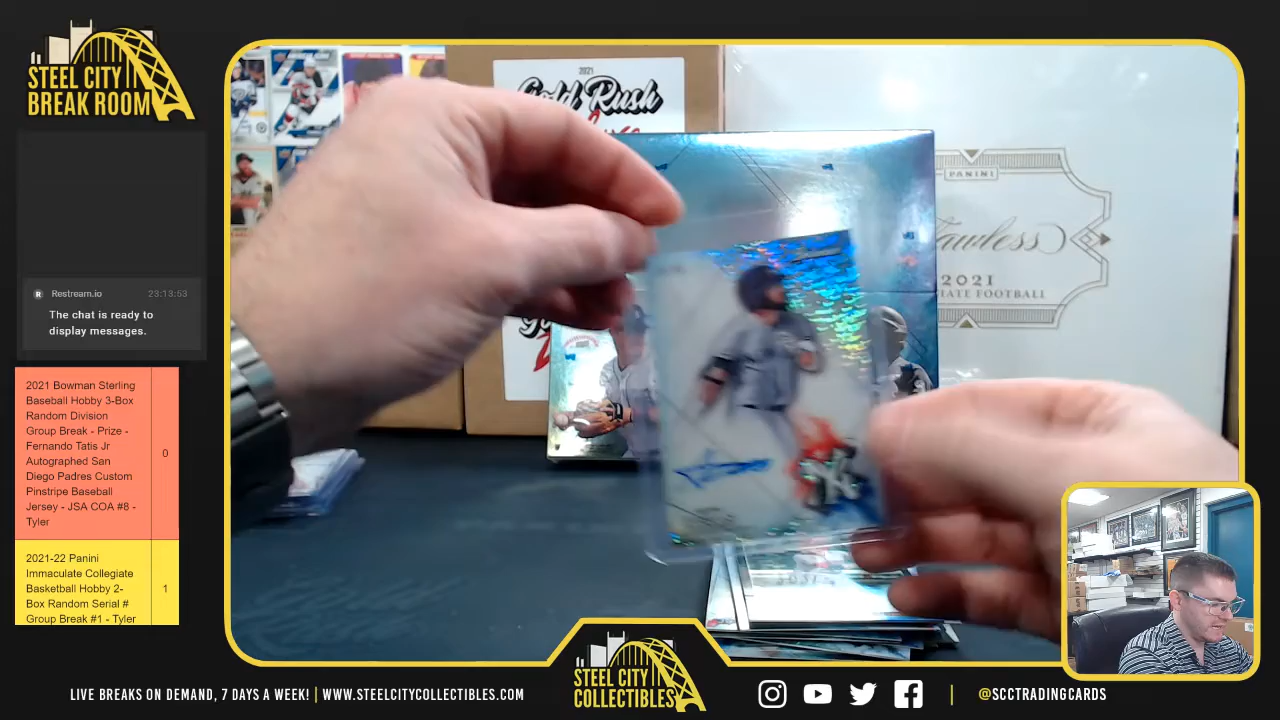 STEEL CITY
BREAK ROOM
Restream.io 23:13:53
The chat is ready to
display messages.
2021 Bowman Sterling
Baseball Hobby 3-Box
Random Division
Group Break - Prize -
Fernando Tatis Jr
Autographed San
Diego Padres Custom
Pinstripe Baseball
Jersey - JSA COA #8 -
Tyler
0
2021-22 Panini
Immaculate Collegiate
Basketball Hobby 2-
Box Random Serial #
Group Break #1 - Tyler
1
2021
Gold Rush
PANINI
2021
FOOTBALL
NY
STEEL CITY
COLLECTIBLES
LIVE BREAKS ON DEMAND, 7 DAYS A WEEK! | WWW.STEELCITYCOLLECTIBLES.COM
| @SCCTRADINGCARDS